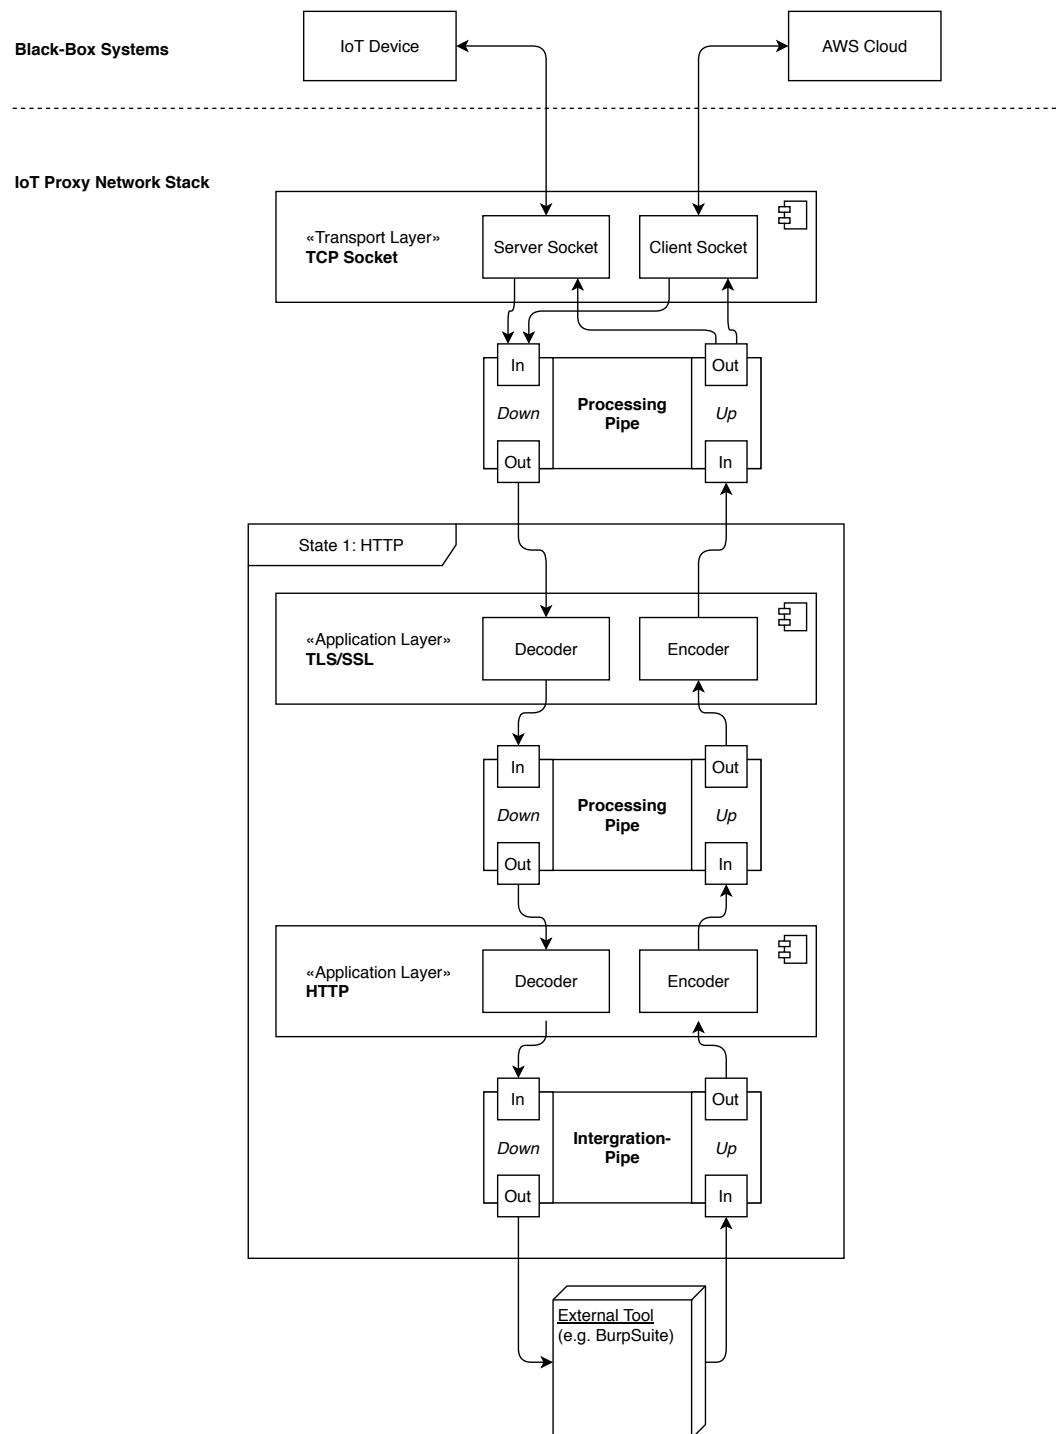 IoT Device
AWS Cloud
Black-Box Systems
IoT Proxy Network Stack
«Transport Layer»
TCP Socket
Server Socket
Client Socket
In
Out
Down
Processing
Pipe
Up
Out
In
State 1: HTTP
«Application Layer»
TLS/SSL
Decoder
Encoder
In
Out
Down
Processing
Pipe
Up
Out
In
«Application Layer»
HTTP
Decoder
Encoder
In
Out
Down
Intergration-
Pipe
Up
Out
In
External Tool
(e.g. BurpSuite)